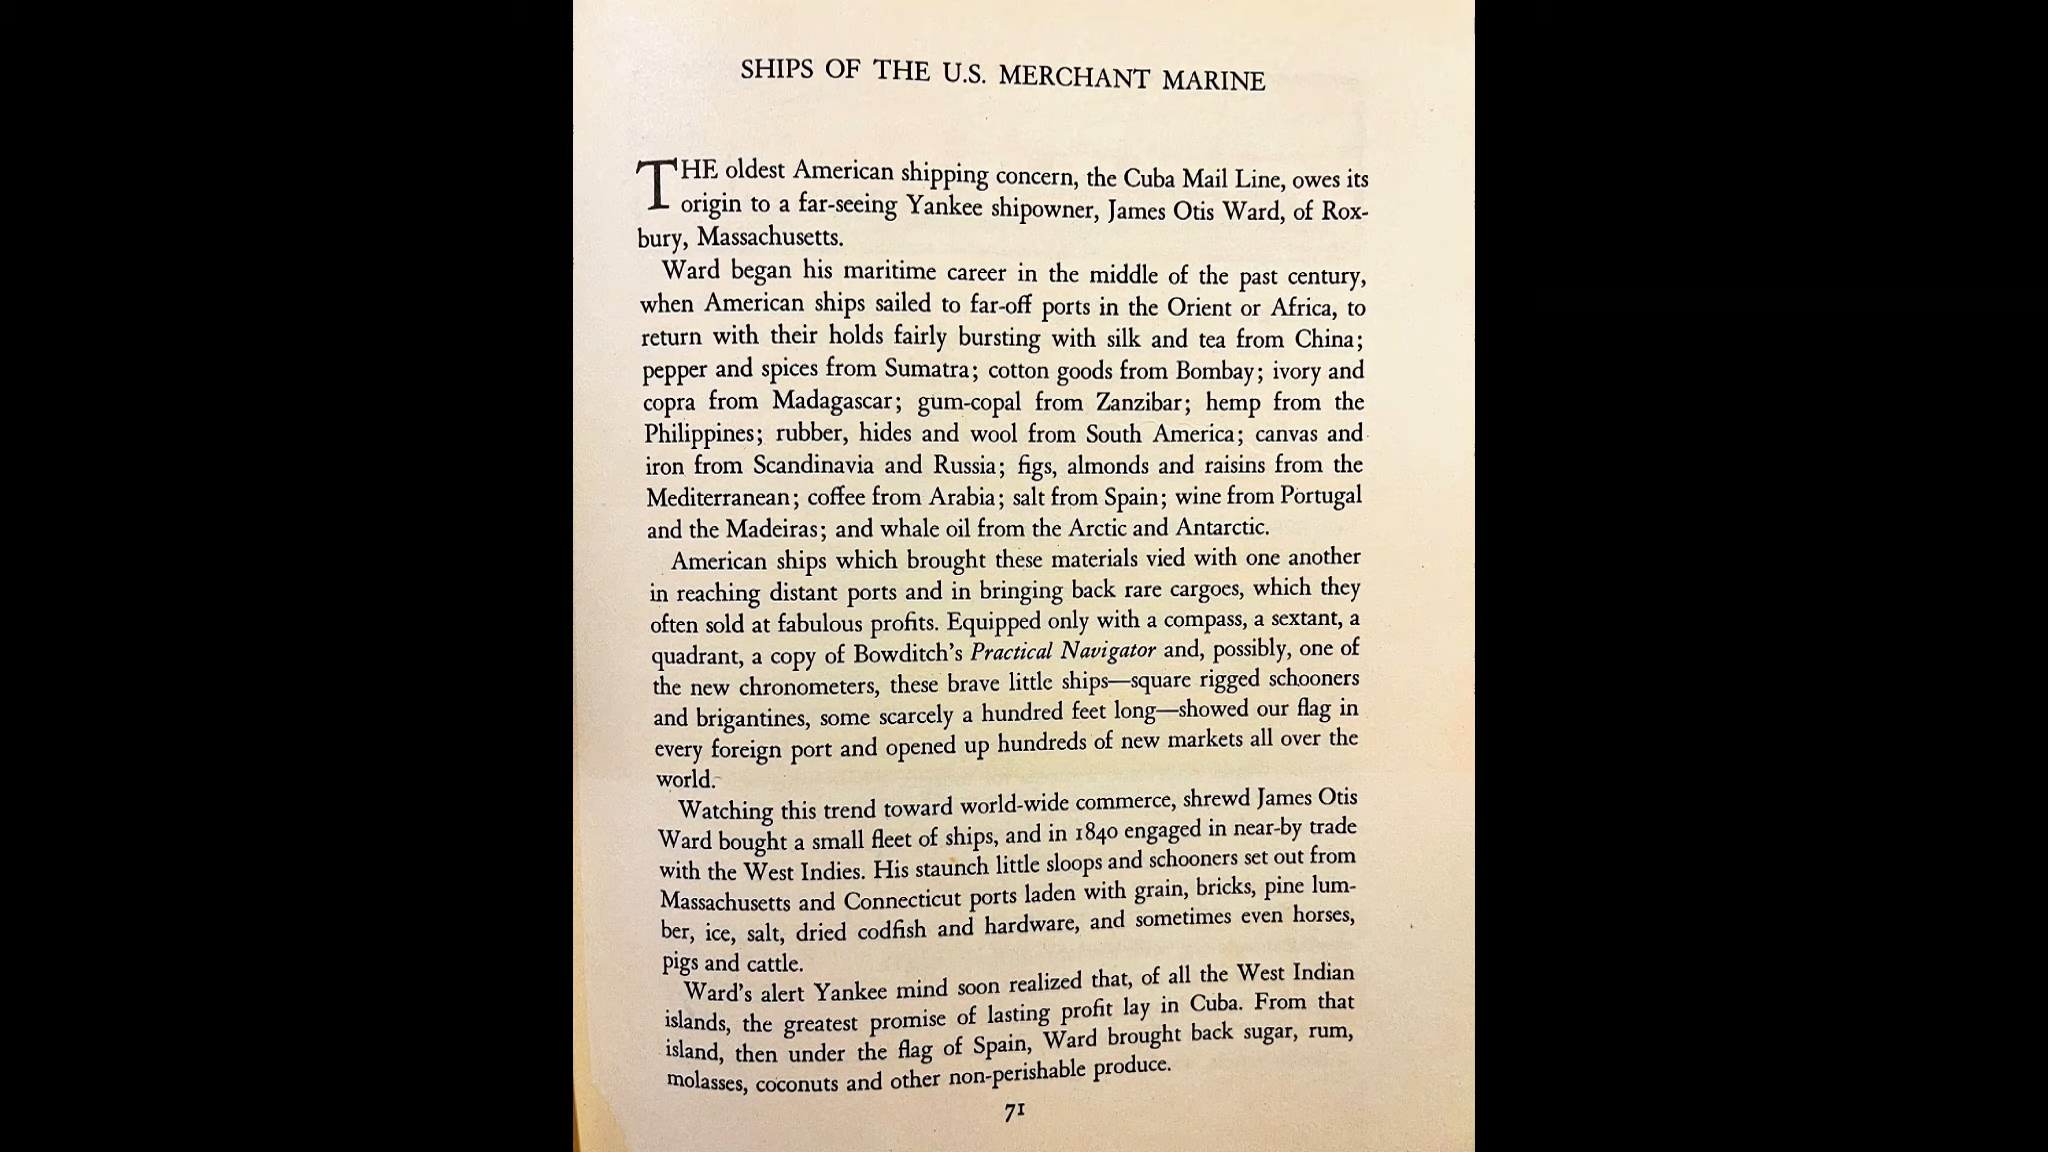 SHIPS OF THE U.S. MERCHANT MARINE
THE oldest American shipping concern, the Cuba Mail Line, owes its
origin to a far-seeing Yankee shipowner, James Otis Ward, of Rox-
bury, Massachusetts.
Ward began his maritime career in the middle of the past century,
when American ships sailed to far-off ports in the Orient or Africa, to
return with their holds fairly bursting with silk and tea from China;
pepper and spices from Sumatra; cotton goods from Bombay; ivory and
copra from Madagascar; gum-copal from Zanzibar; hemp from the
Philippines; rubber, hides and wool from South America; canvas and
iron from Scandinavia and Russia; figs, almonds and raisins from the
Mediterranean; coffee from Arabia; salt from Spain; wine from Portugal
and the Madeiras; and whale oil from the Arctic and Antarctic.
American ships which brought these materials vied with one another
in reaching distant ports and in bringing back rare cargoes, which they
often sold at fabulous profits. Equipped only with a compass, a sextant, a
quadrant, a copy of Bowditch's Practical Navigator and, possibly, one of
the new chronometers, these brave little ships—square rigged schooners
and brigantines, some scarcely a hundred feet long—showed our flag in
every foreign port and opened up hundreds of new markets all over the
world.
Watching this trend toward world-wide commerce, shrewd James Otis
Ward bought a small fleet of ships, and in 1840 engaged in near-by trade
with the West Indies. His staunch little sloops and schooners set out from
Massachusetts and Connecticut ports laden with grain, bricks, pine lum-
ber, ice, salt, dried codfish and hardware, and sometimes even horses,
pigs and cattle.
Ward's alert Yankee mind soon realized that, of all the West Indian
islands, the greatest promise of lasting profit lay in Cuba. From that
island, then under the flag of Spain, Ward brought back sugar, rum,
molasses, coconuts and other non-perishable produce.
71